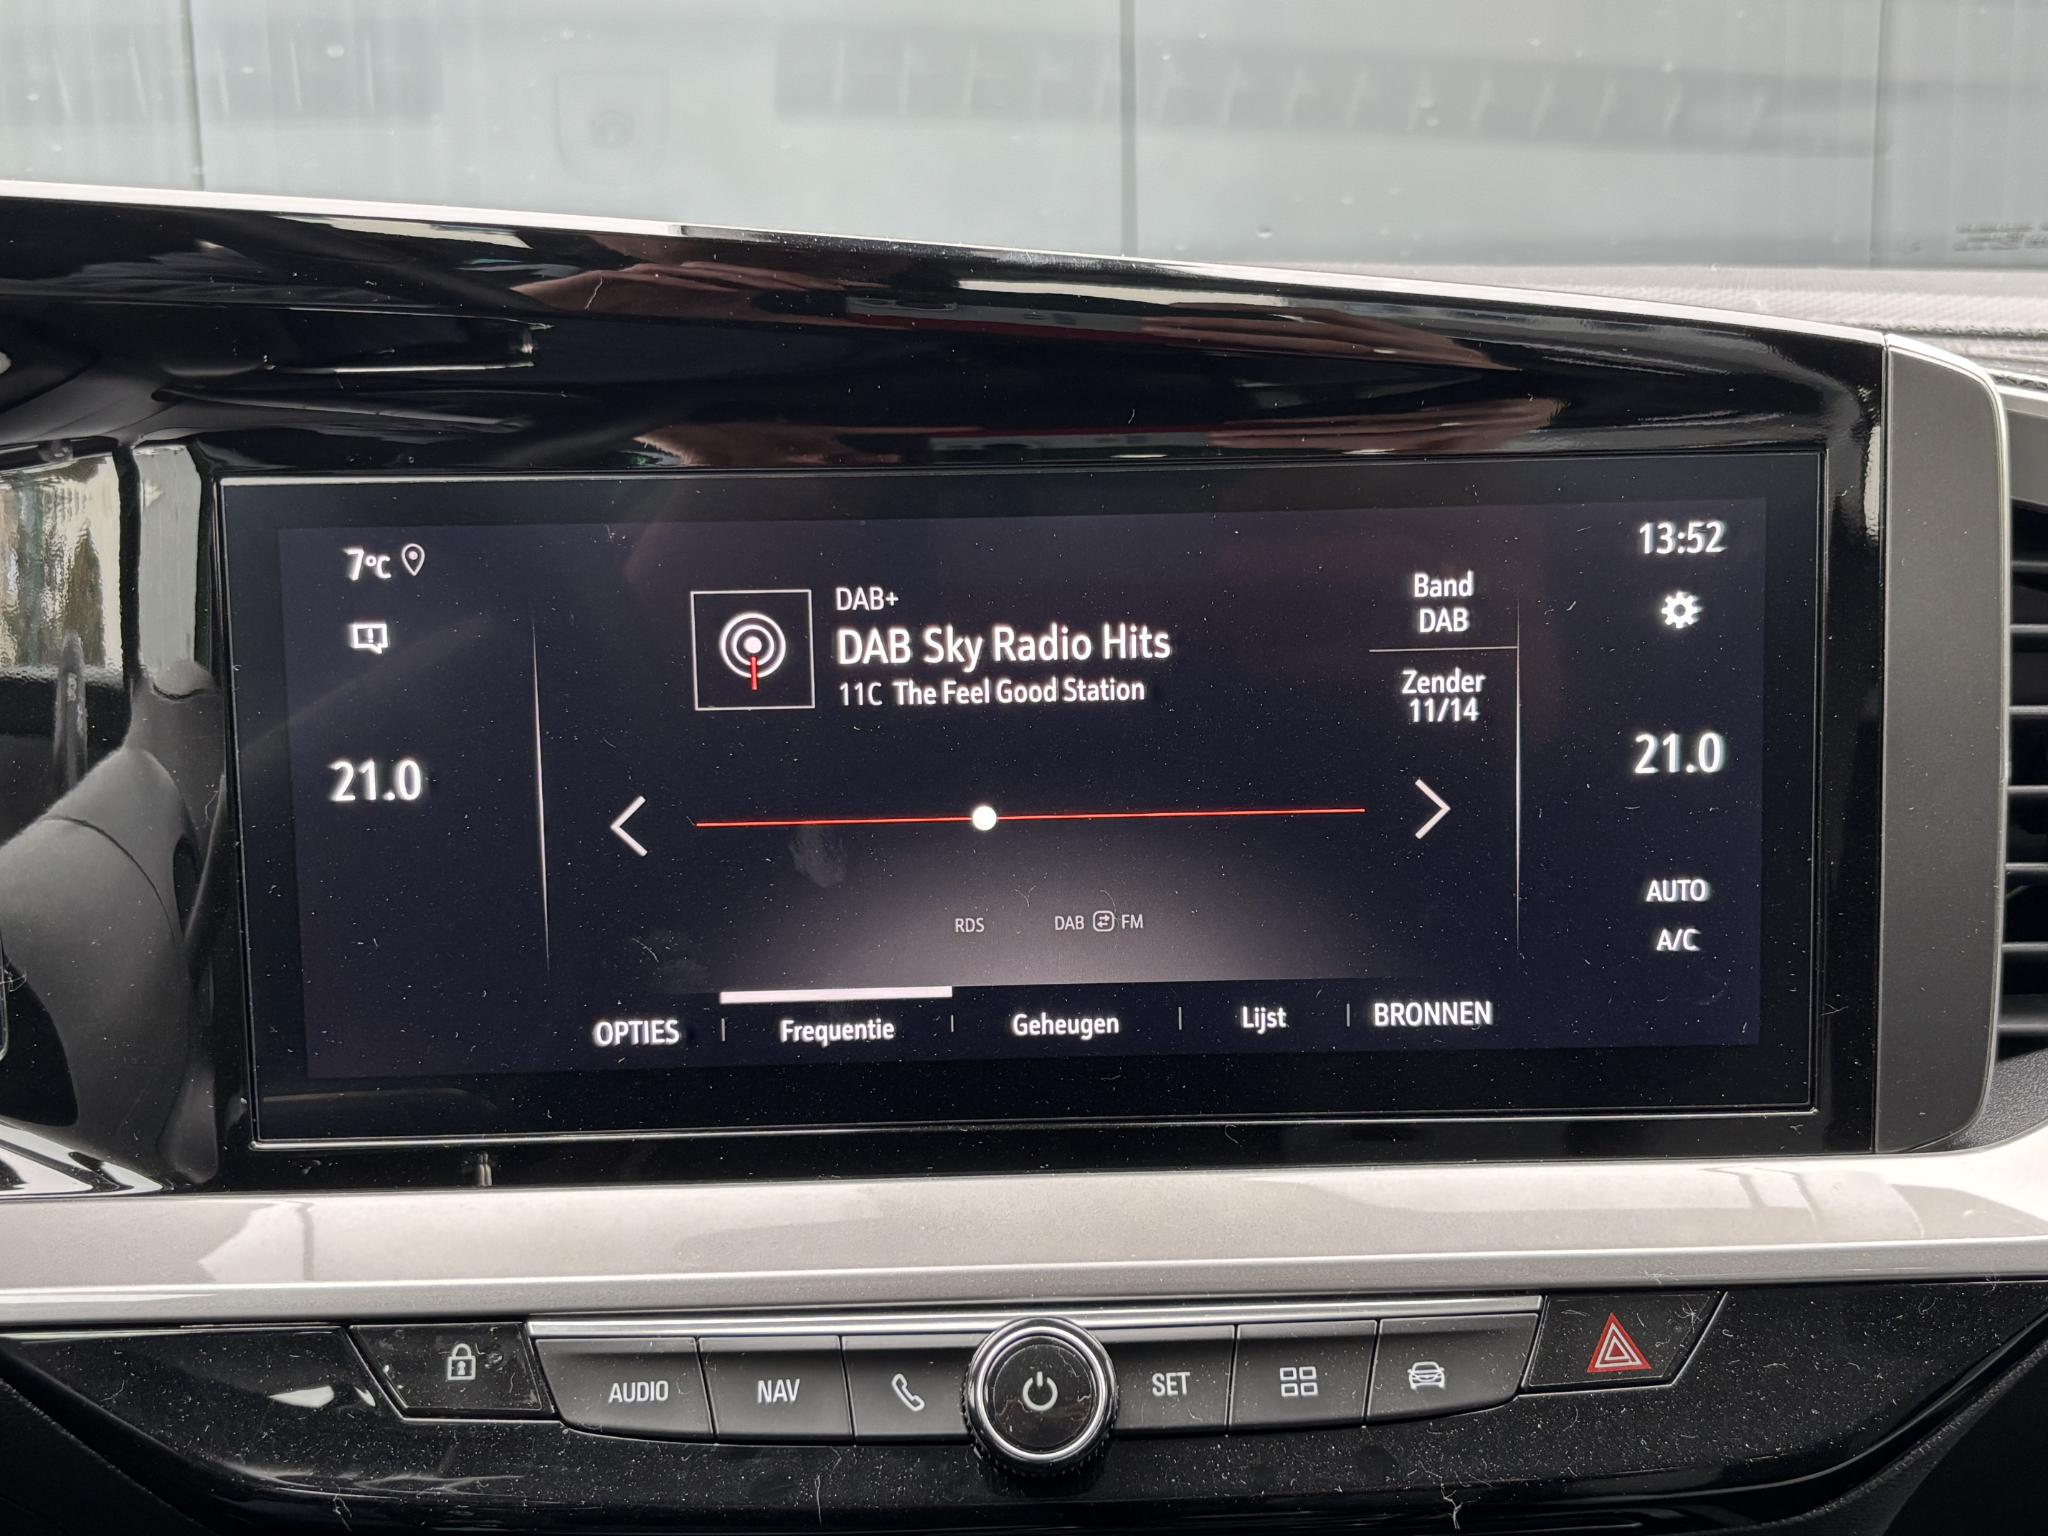 7°C
13:52
DAB+
DAB Sky Radio Hits
11C The Feel Good Station
Band
DAB
Zender
11/14
21.0
21.0
RDS
DAB FM
AUTO
A/C
OPTIES
Frequentie
Geheugen
Lijst
BRONNEN
AUDIO
NAV
SET